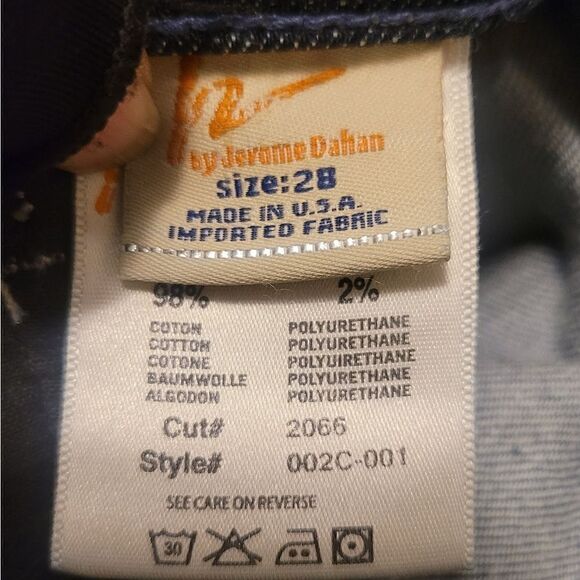 by Jerome Dahan
size:28
MADE IN U.S.A.
IMPORTED FABRIC
98% 2%
COTON POLYURETHANE
COTTON POLYURETHANE
COTONE POLYUIRETHANE
BAUMWOLLE POLYURETHANE
ALGODON POLYURETHANE
Cut# 2066
Style# 002C-001
SEE CARE ON REVERSE
30